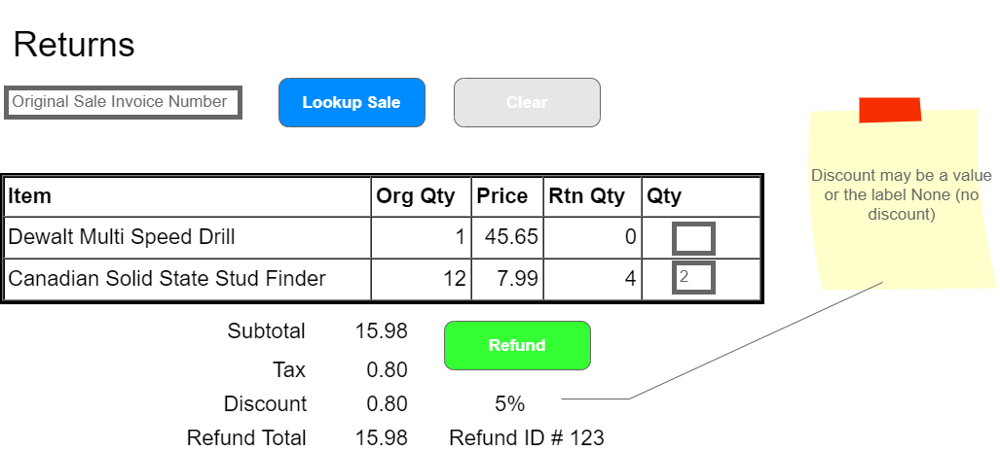 Returns
Original Sale Invoice Number
Lookup Sale
Clear
Discount may be a value
or the label None (no
discount)
Item Org Qty Price Rtn Qty Qty
Dewalt Multi Speed Drill 1 45.65 0
Canadian Solid State Stud Finder 12 7.99 4 2
Subtotal 15.98
Refund
Tax 0.80
Discount 0.80 5%
Refund Total 15.98 Refund ID # 123